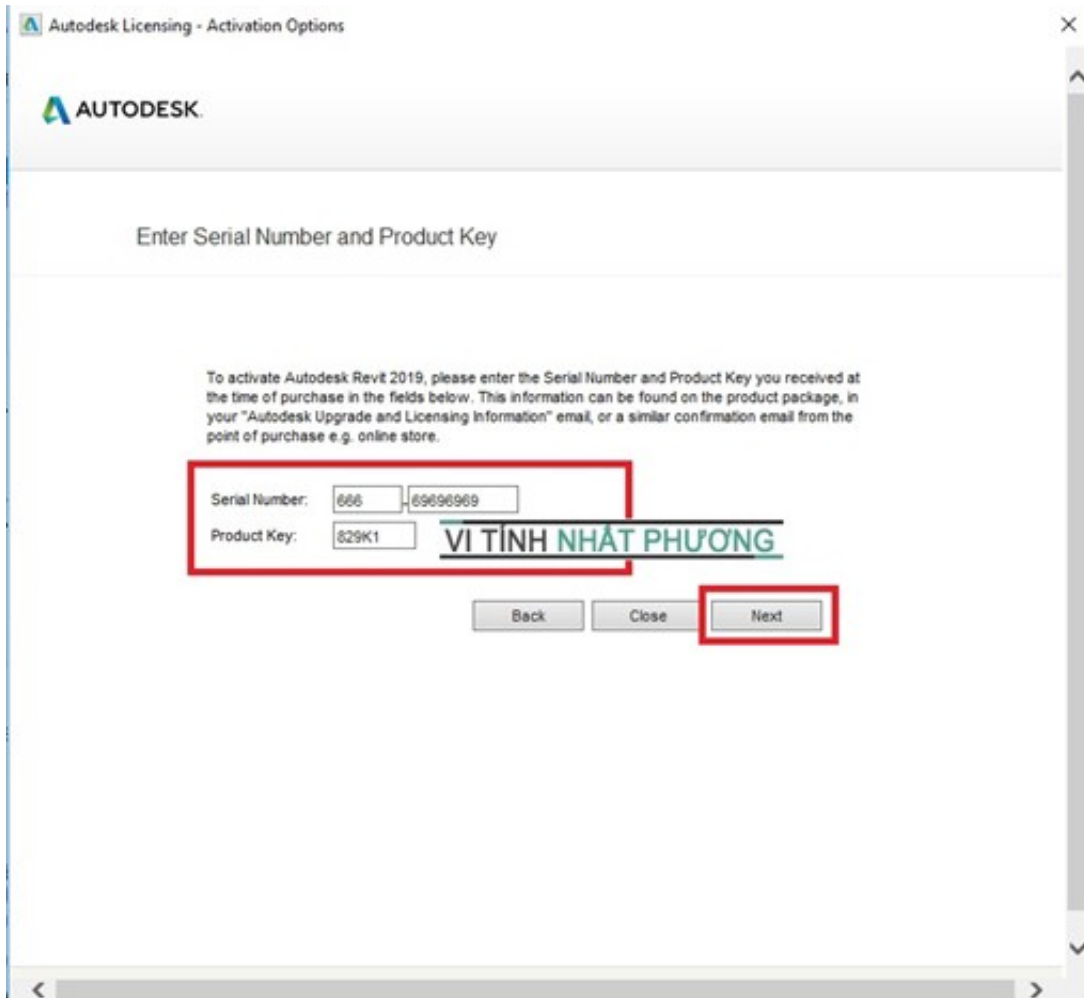 Autodesk Licensing - Activation Options
AUTODESK.
Enter Serial Number and Product Key
To activate Autodesk Revit 2019, please enter the Serial Number and Product Key you received at
the time of purchase in the fields below. This information can be found on the product package, in
your "Autodesk Upgrade and Licensing Information" email, or a similar confirmation email from the
point of purchase e.g. online store.
Serial Number: 666 - 69696969
Product Key: 829K1
VI TÍNH NHẤT PHƯƠNG
Back Close Next